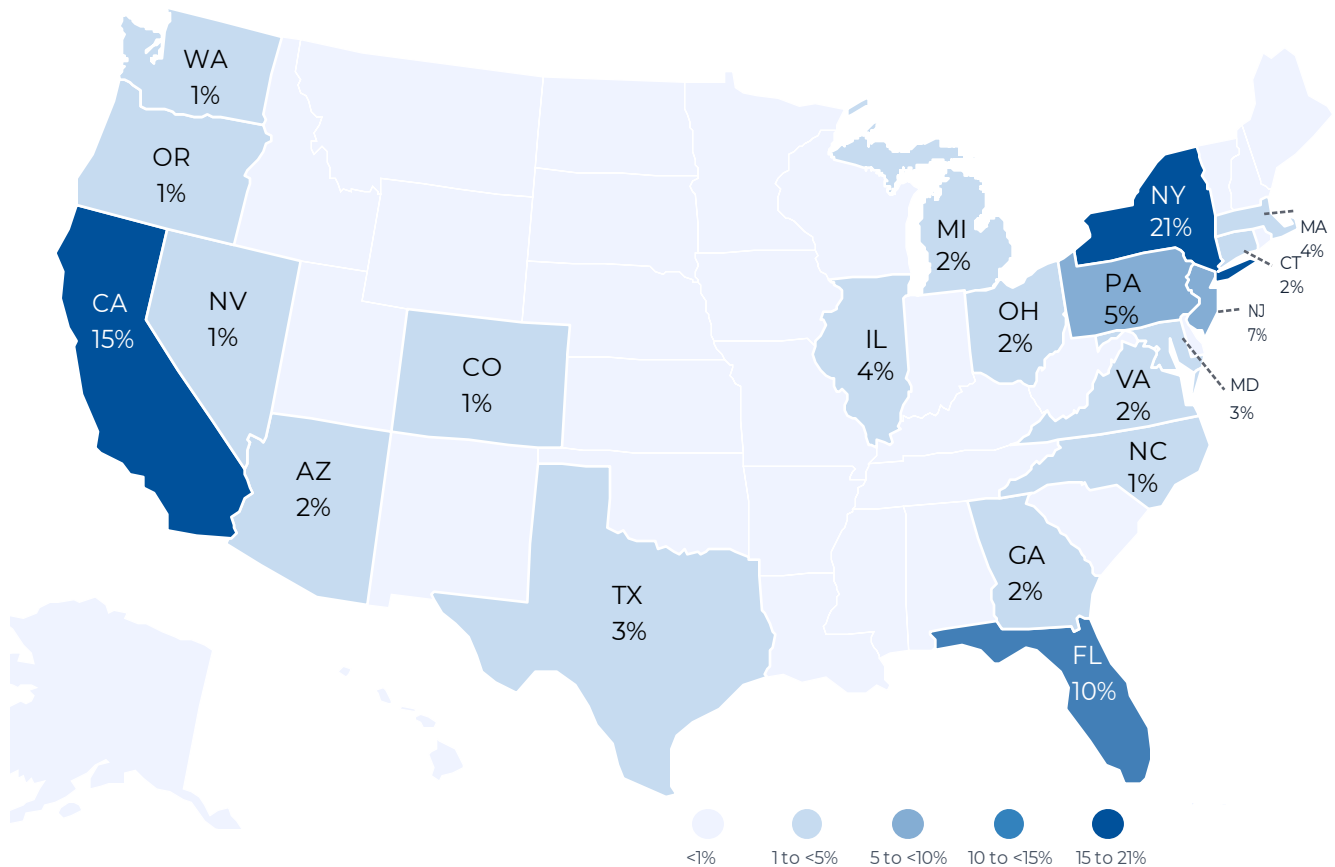 WA
1%
OR
1%
CA
15%
NV
1%
CO
1%
AZ
2%
TX
3%
IL
4%
MI
2%
OH
2%
NY
21%
PA
5%
MA
4%
CT
2%
NJ
7%
MD
3%
VA
2%
NC
1%
GA
2%
FL
10%
<1%
1 to <5%
5 to <10%
10 to <15%
15 to 21%